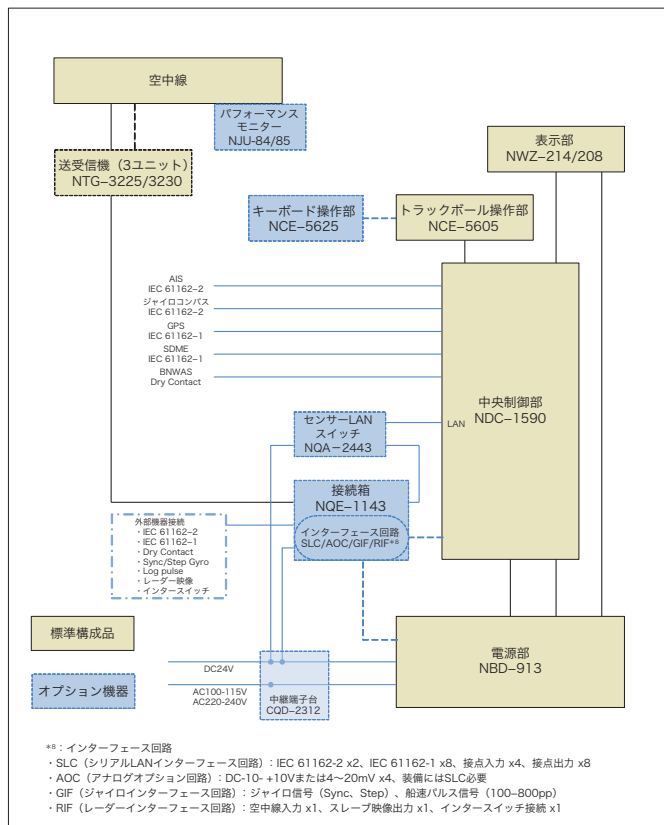 空中線
パフォーマンス
モニター
NJU-84/85
表示部
NWZ−214/208
送受信機（3ユニット）
NTG−3225/3230
キーボード操作部
NCE−5625
トラックボール操作部
NCE−5605
AIS
IEC 61162−2
ジャイロコンパス
IEC 61162−2
GPS
IEC 61162−1
SDME
IEC 61162−1
BNWAS
Dry Contact
中央制御部
NDC−1590
センサーLAN
スイッチ
NQA−2443
LAN
接続箱
NQE−1143
インターフェース回路
SLC/AOC/GIF/RIF*8
外部機器接続
・IEC 61162−2
・IEC 61162−1
・Dry Contact
・Sync/Step Gyro
・Log pulse
・レーダー映像
・インタースイッチ
標準構成品
オプション機器
DC24V
AC100-115V
AC220-240V
中継端子台
CQD−2312
電源部
NBD−913
*8：インターフェース回路
・SLC（シリアルLANインターフェース回路）: IEC 61162-2 x2、IEC 61162-1 x8、接点入力 x4、接点出力 x8
・AOC（アナログオプション回路）: DC-10- +10Vまたは4〜20mV x4、装備にはSLC必要
・GIF（ジャイロインターフェース回路）: ジャイロ信号（Sync、Step）、船速パルス信号（100−800pp）
・RIF（レーダーインターフェース回路）: 空中線入力 x1、スレーブ映像出力 x1、インタースイッチ接続 x1